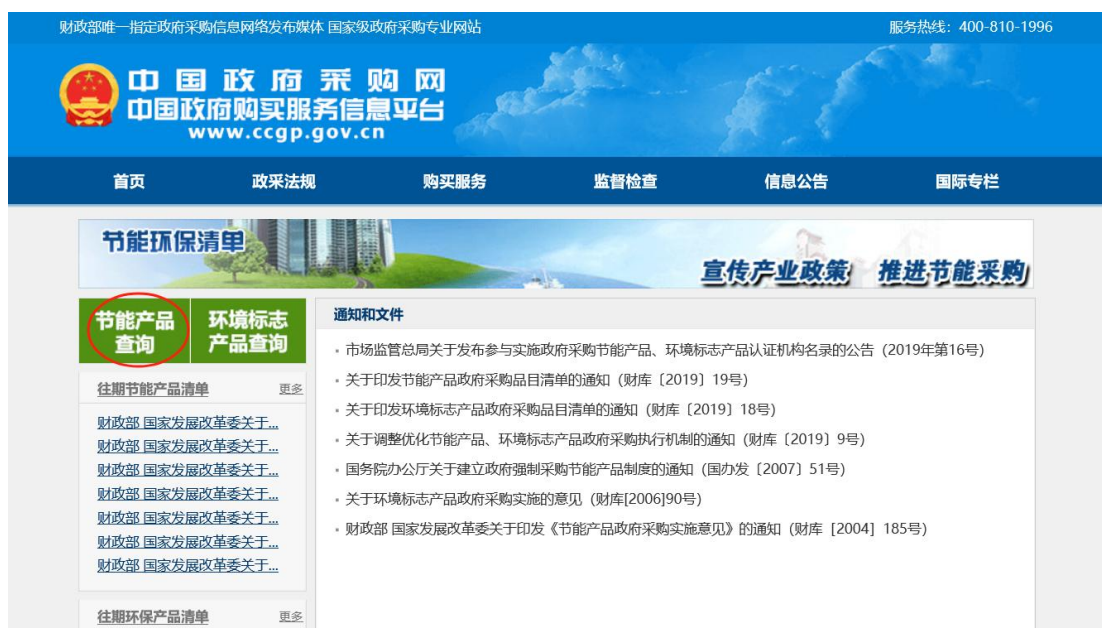 财政部唯一指定政府采购信息网络发布媒体 国家级政府采购专业网站
服务热线：400-810-1996
中国政府采购网
中国政府购买服务信息平台
www.ccgp.gov.cn
首页 政采法规 购买服务 监督检查 信息公告 国际专栏
节能环保清单
宣传产业政策 推进节能采购
节能产品
查询
环境标志
产品查询
往期节能产品清单 更多
财政部 国家发展改革委关于...
财政部 国家发展改革委关于...
财政部 国家发展改革委关于...
财政部 国家发展改革委关于...
财政部 国家发展改革委关于...
财政部 国家发展改革委关于...
财政部 国家发展改革委关于...
往期环保产品清单 更多
通知和文件
· 市场监管总局关于发布参与实施政府采购节能产品、环境标志产品认证机构名录的公告（2019年第16号）
· 关于印发节能产品政府采购品目清单的通知（财库〔2019〕19号）
· 关于印发环境标志产品政府采购品目清单的通知（财库〔2019〕18号）
· 关于调整优化节能产品、环境标志产品政府采购执行机制的通知（财库〔2019〕9号）
· 国务院办公厅关于建立政府强制采购节能产品制度的通知（国办发〔2007〕51号）
· 关于环境标志产品政府采购实施的意见（财库[2006]90号）
· 财政部 国家发展改革委关于印发《节能产品政府采购实施意见》的通知（财库［2004］185号）